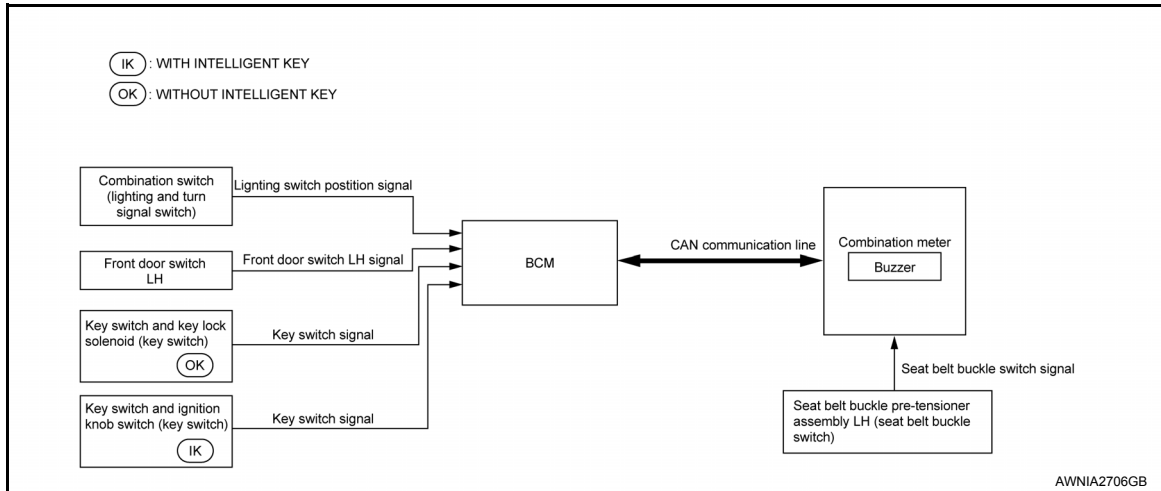 IK : WITH INTELLIGENT KEY
OK : WITHOUT INTELLIGENT KEY
Combination switch
(lighting and turn
signal switch)
Lignting switch postition signal
Front door switch
LH
Front door switch LH signal
Key switch and key lock
solenoid (key switch)
OK
Key switch signal
Key switch and ignition
knob switch (key switch)
IK
Key switch signal
BCM
CAN communication line
Combination meter
Buzzer
Seat belt buckle switch signal
Seat belt buckle pre-tensioner
assembly LH (seat belt buckle
switch)
AWNIA2706GB